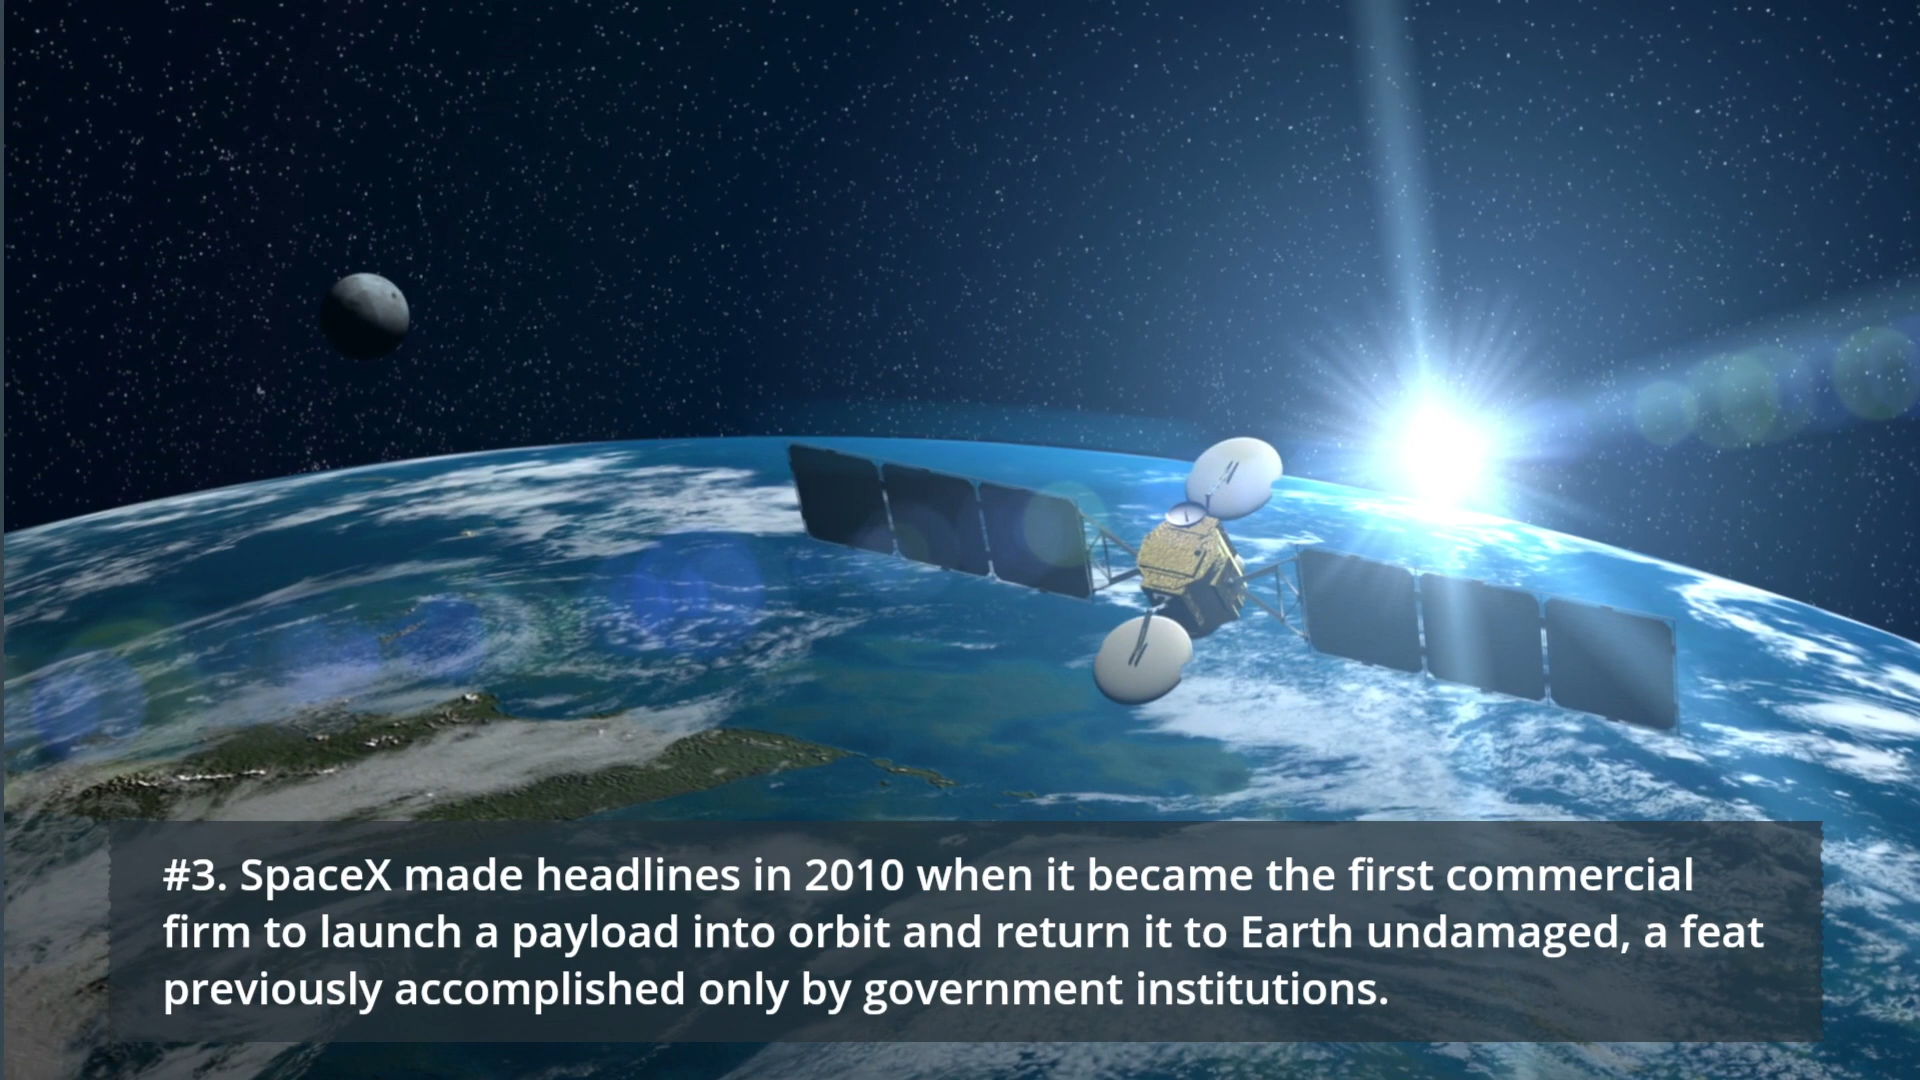 #3. SpaceX made headlines in 2010 when it became the first commercial
firm to launch a payload into orbit and return it to Earth undamaged, a feat
previously accomplished only by government institutions.